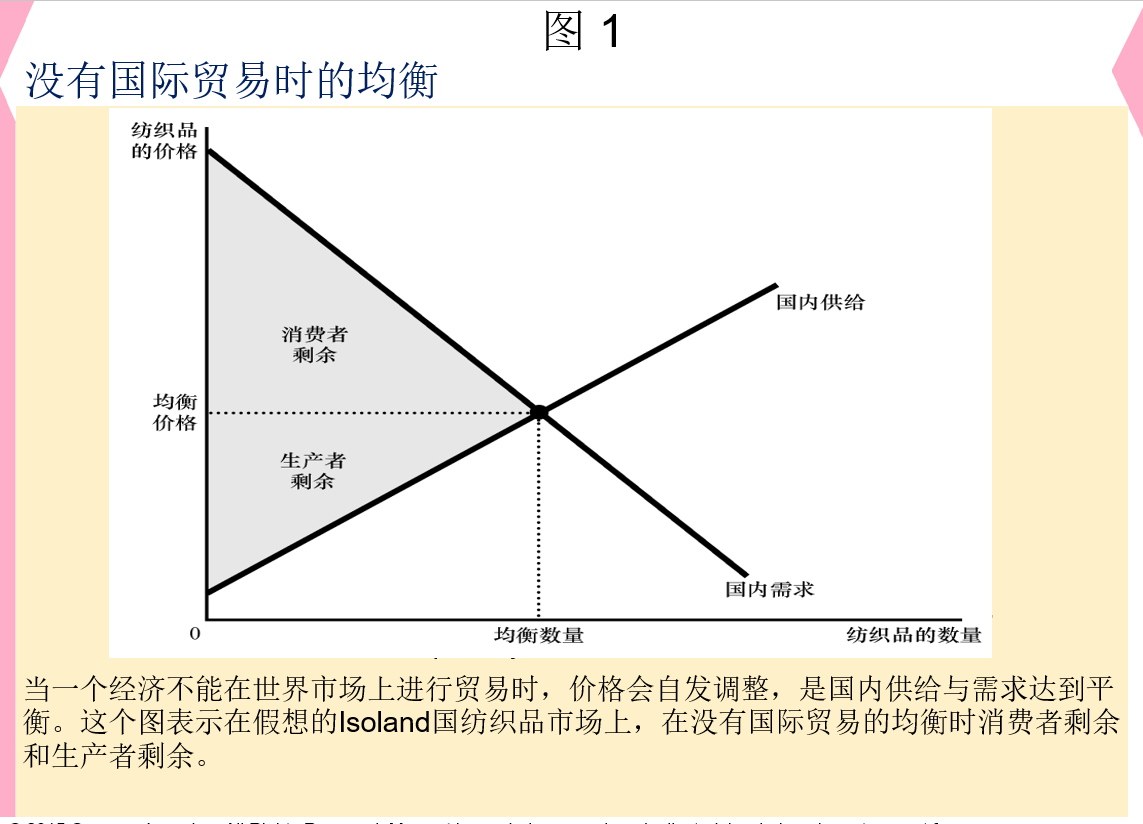 图 1
没有国际贸易时的均衡
纺织品
的价格
国内供给
消费者
剩余
均衡
价格
生产者
剩余
国内需求
0
均衡数量
纺织品的数量
当一个经济不能在世界市场上进行贸易时，价格会自发调整，是国内供给与需求达到平
衡。这个图表示在假想的Isoland国纺织品市场上，在没有国际贸易的均衡时消费者剩余
和生产者剩余。